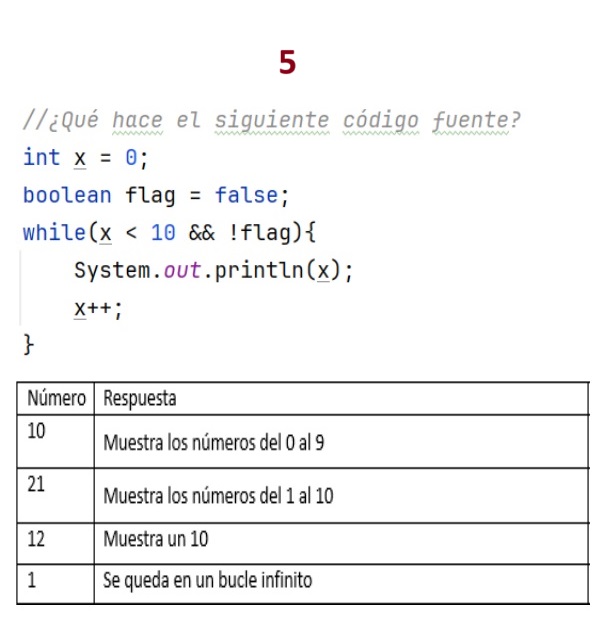 5
//¿Qué hace el siguiente código fuente?
int x = 0;
boolean flag = false;
while(x < 10 && !flag){
System.out.println(x);
x++;
}
Número Respuesta
10 Muestra los números del 0 al 9
21 Muestra los números del 1 al 10
12 Muestra un 10
1 Se queda en un bucle infinito